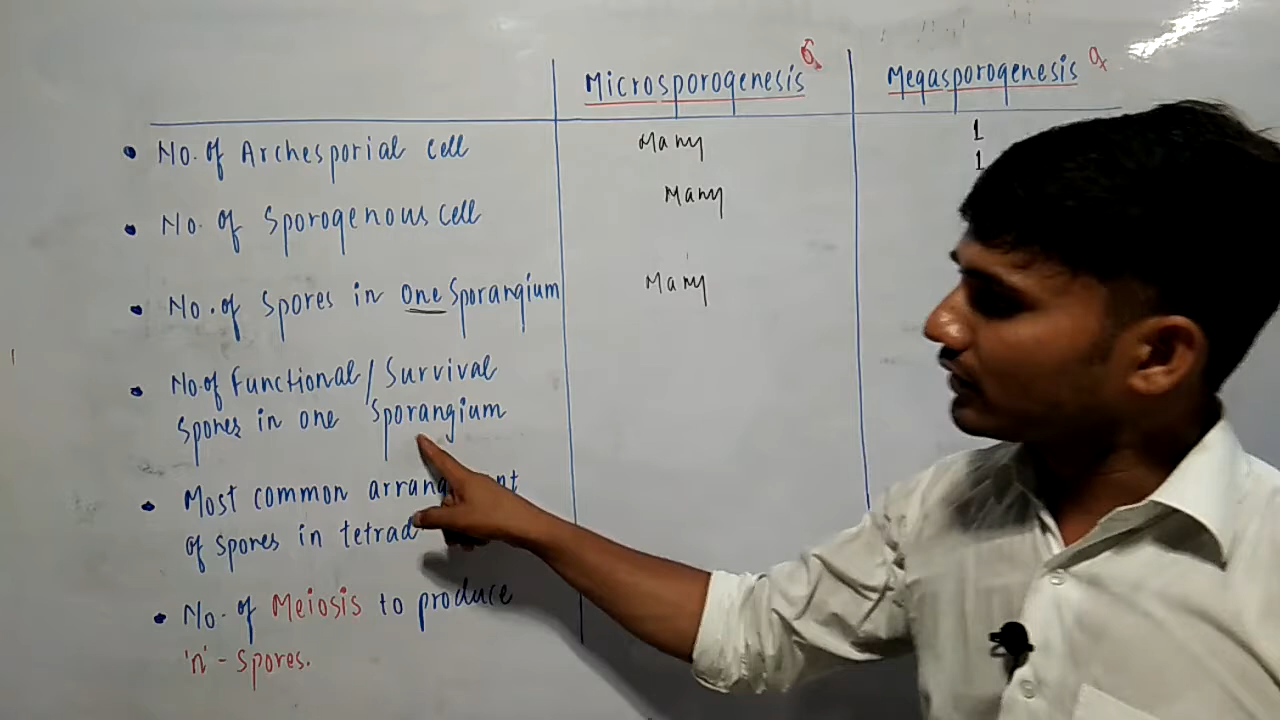 Microsporogenesis Megasporogenesis
• No. of Archesporial cell Many 1
1
• No. of Sporogenous cell Many
• No. of Spores in one Sporangium Many
• No. of functional / Survival
Spores in one Sporangium
• Most common
of spores in tetrad
• No. of Meiosis to produce
'n' - Spores.